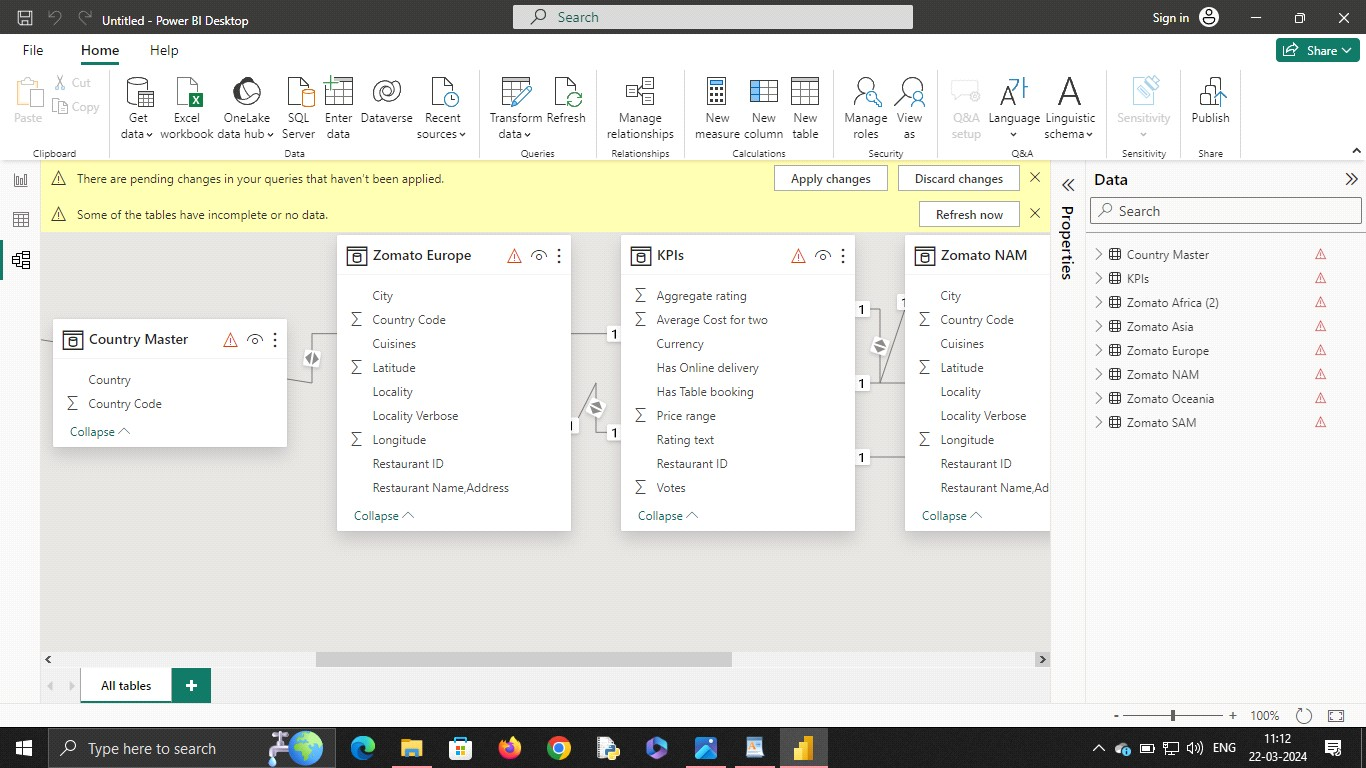 Untitled - Power BI Desktop
Search
Sign in
File
Home
Help
Share
Paste
Cut
Copy
Clipboard
Get data
Excel workbook
OneLake data hub
SQL Server
Enter data
Dataverse
Recent sources
Data
Transform data
Refresh
Queries
Manage relationships
Relationships
New measure
New column
New table
Calculations
Manage roles
View as
Security
Q&A setup
Language
Linguistic schema
Q&A
Sensitivity
Sensitivity
Publish
Share
There are pending changes in your queries that haven't been applied.
Apply changes
Discard changes
Some of the tables have incomplete or no data.
Refresh now
Country Master
Country
Country Code
Collapse
Zomato Europe
City
Country Code
Cuisines
Latitude
Locality
Locality Verbose
Longitude
Restaurant ID
Restaurant Name,Address
Collapse
1
1
KPIs
Aggregate rating
Average Cost for two
Currency
Has Online delivery
Has Table booking
Price range
Rating text
Restaurant ID
Votes
Collapse
1
1
1
Zomato NAM
City
Country Code
Cuisines
Latitude
Locality
Locality Verbose
Longitude
Restaurant ID
Restaurant Name,Ad
Collapse
Properties
Data
Search
Country Master
KPIs
Zomato Africa (2)
Zomato Asia
Zomato Europe
Zomato NAM
Zomato Oceania
Zomato SAM
All tables
100%
Type here to search
ENG
11:12
22-03-2024